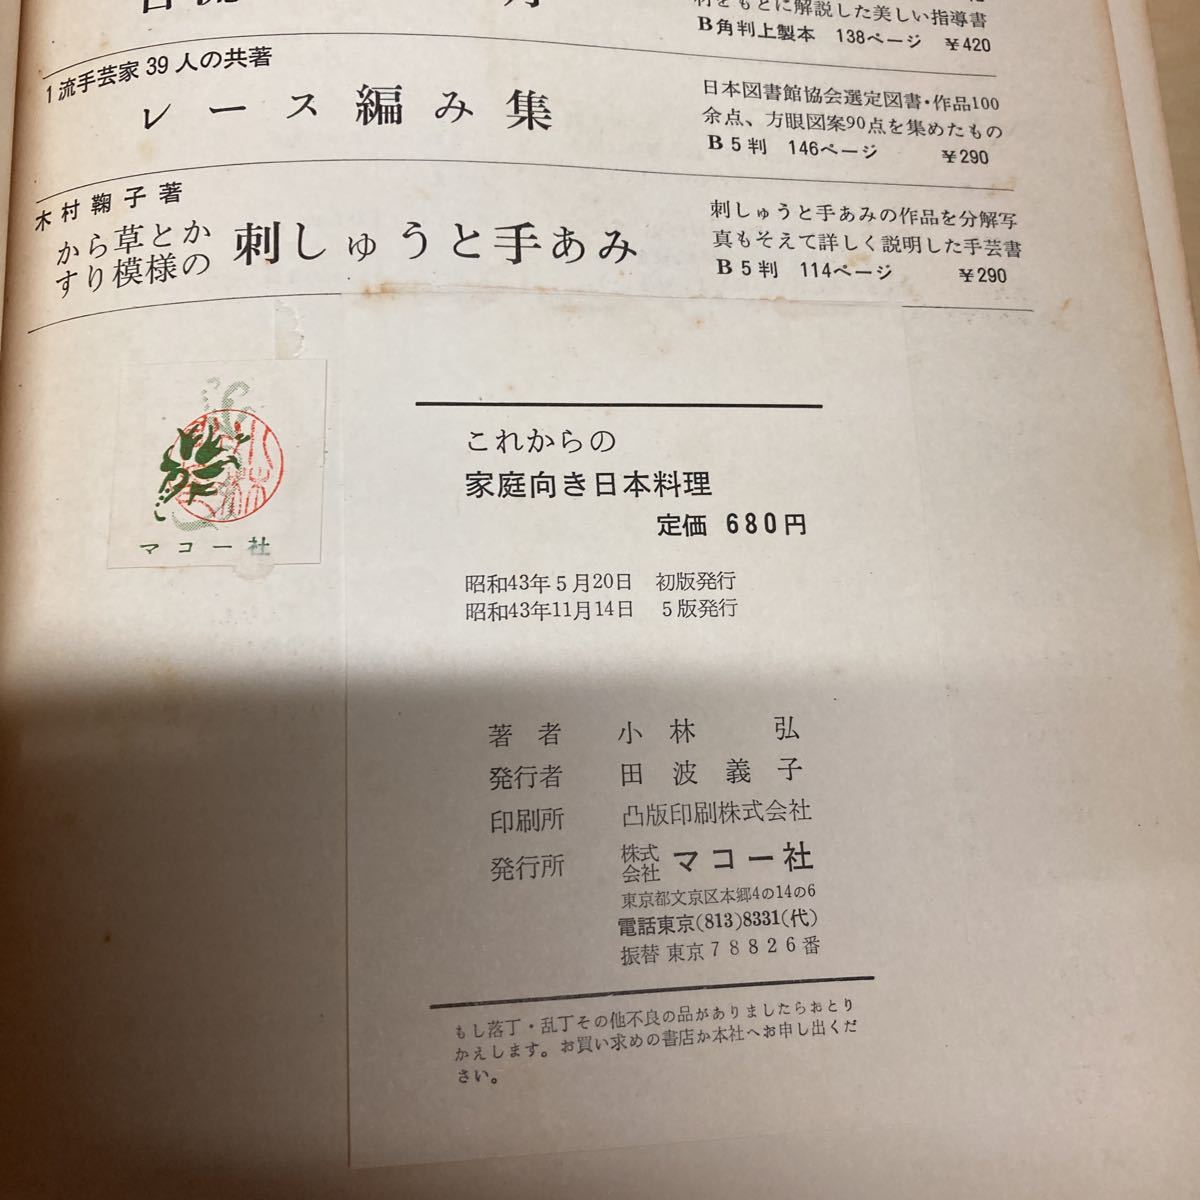 材をもとに解説した美しい指導書
B角判上製本 138ページ ¥420
1流手芸家39人の共著
レース編み集
日本図書館協会選定図書・作品100
余点、方眼図案90点を集めたもの
B5判 146ページ ¥290
木村鞠子著
から草とか
すり模様の
刺しゅうと手あみ
刺しゅうと手あみの作品を分解写
真もそえて詳しく説明した手芸書
B5判 114ページ ¥290
マコー社
これからの
家庭向き日本料理
定価 680円
昭和43年5月20日 初版発行
昭和43年11月14日 5版発行
著者 小林 弘
発行者 田波義子
印刷所 凸版印刷株式会社
発行所 株式会社 マコー社
東京都文京区本郷4の14の6
電話東京(813)8331(代)
振替 東京78826番
もし落丁・乱丁その他不良の品がありましたらおとり
かえします。お買い求めの書店か本社へお申し出くだ
さい。